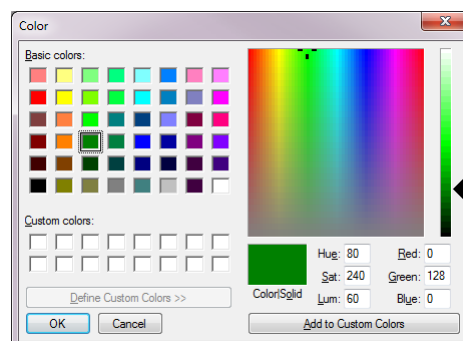 Color
Basic colors:
Custom colors:
Define Custom Colors >>
OK Cancel
Color|Solid
Hue: 80 Red: 0
Sat: 240 Green: 128
Lum: 60 Blue: 0
Add to Custom Colors